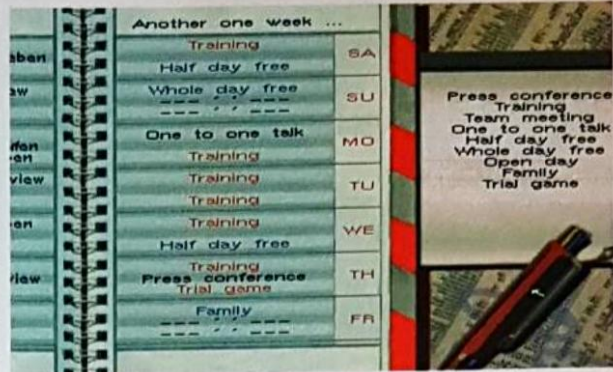 Another one week ...
Training
SA
Half day free
Whole day free
SU
--- ' ' ---
One to one talk
MO
Training
Training
TU
Training
Training
WE
Half day free
Training
Press conference
TH
Trial game
Family
FR
--- ' ' ---
Press conference
Training
Team meeting
One to one talk
Half day free
Whole day free
Open day
Family
Trial game